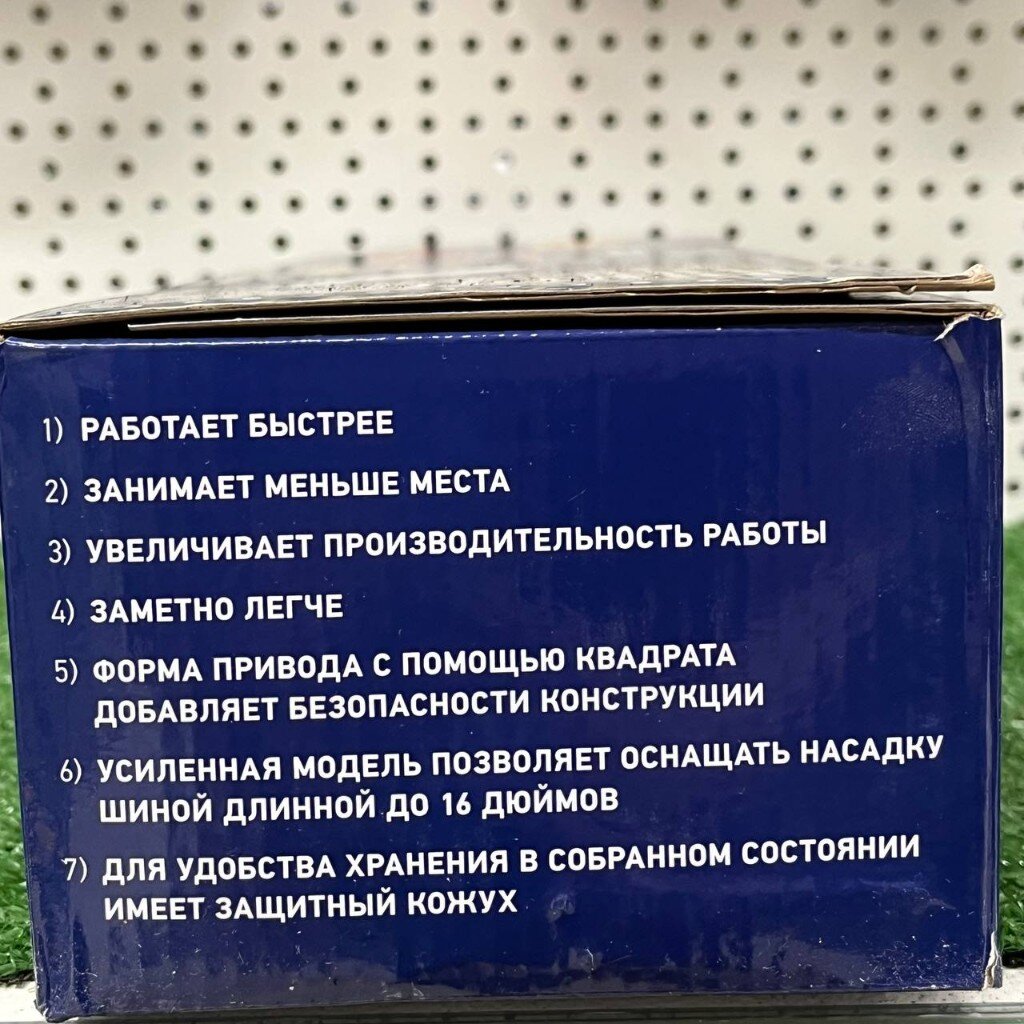 1) РАБОТАЕТ БЫСТРЕЕ
2) ЗАНИМАЕТ МЕНЬШЕ МЕСТА
3) УВЕЛИЧИВАЕТ ПРОИЗВОДИТЕЛЬНОСТЬ РАБОТЫ
4) ЗАМЕТНО ЛЕГЧЕ
5) ФОРМА ПРИВОДА С ПОМОЩЬЮ КВАДРАТА
ДОБАВЛЯЕТ БЕЗОПАСНОСТИ КОНСТРУКЦИИ
6) УСИЛЕННАЯ МОДЕЛЬ ПОЗВОЛЯЕТ ОСНАЩАТЬ НАСАДКУ
ШИНОЙ ДЛИННОЙ ДО 16 ДЮЙМОВ
7) ДЛЯ УДОБСТВА ХРАНЕНИЯ В СОБРАННОМ СОСТОЯНИИ
ИМЕЕТ ЗАЩИТНЫЙ КОЖУХ